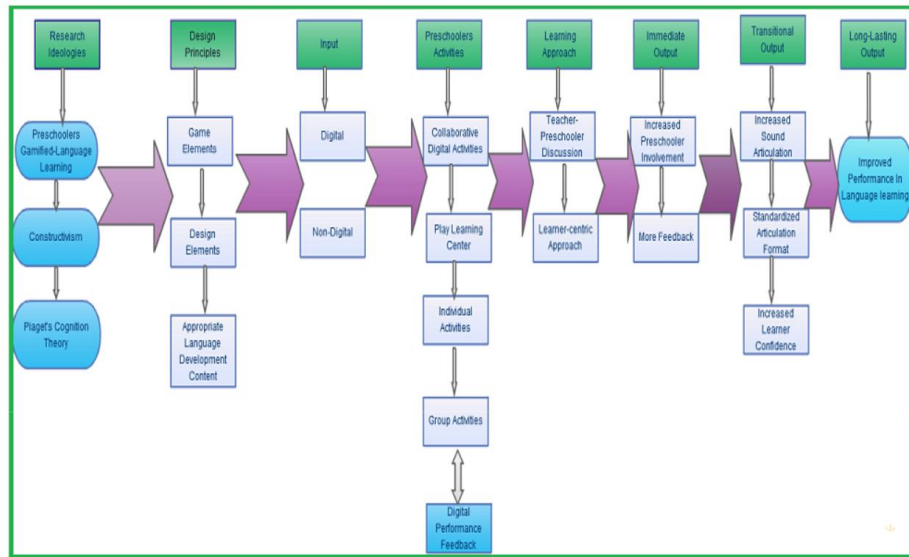 Research
Ideologies
Design
Principles
Input
Preschoolers
Activities
Learning
Approach
Immediate
Output
Transitional
Output
Long-Lasting
Output
Preschoolers
Gamified-Language
Learning
Constructivism
Piaget's Cognition
Theory
Game
Elements
Design
Elements
Appropriate
Language
Development
Content
Digital
Non-Digital
Collaborative
Digital Activities
Play Learning
Center
Individual
Activities
Group Activities
Digital
Performance
Feedback
Teacher-
Preschooler
Discussion
Learner-centric
Approach
Increased
Preschooler
Involvement
More Feedback
Increased
Sound
Articulation
Standardized
Articulation
Format
Increased
Learner
Confidence
Improved
Performance In
Language learning